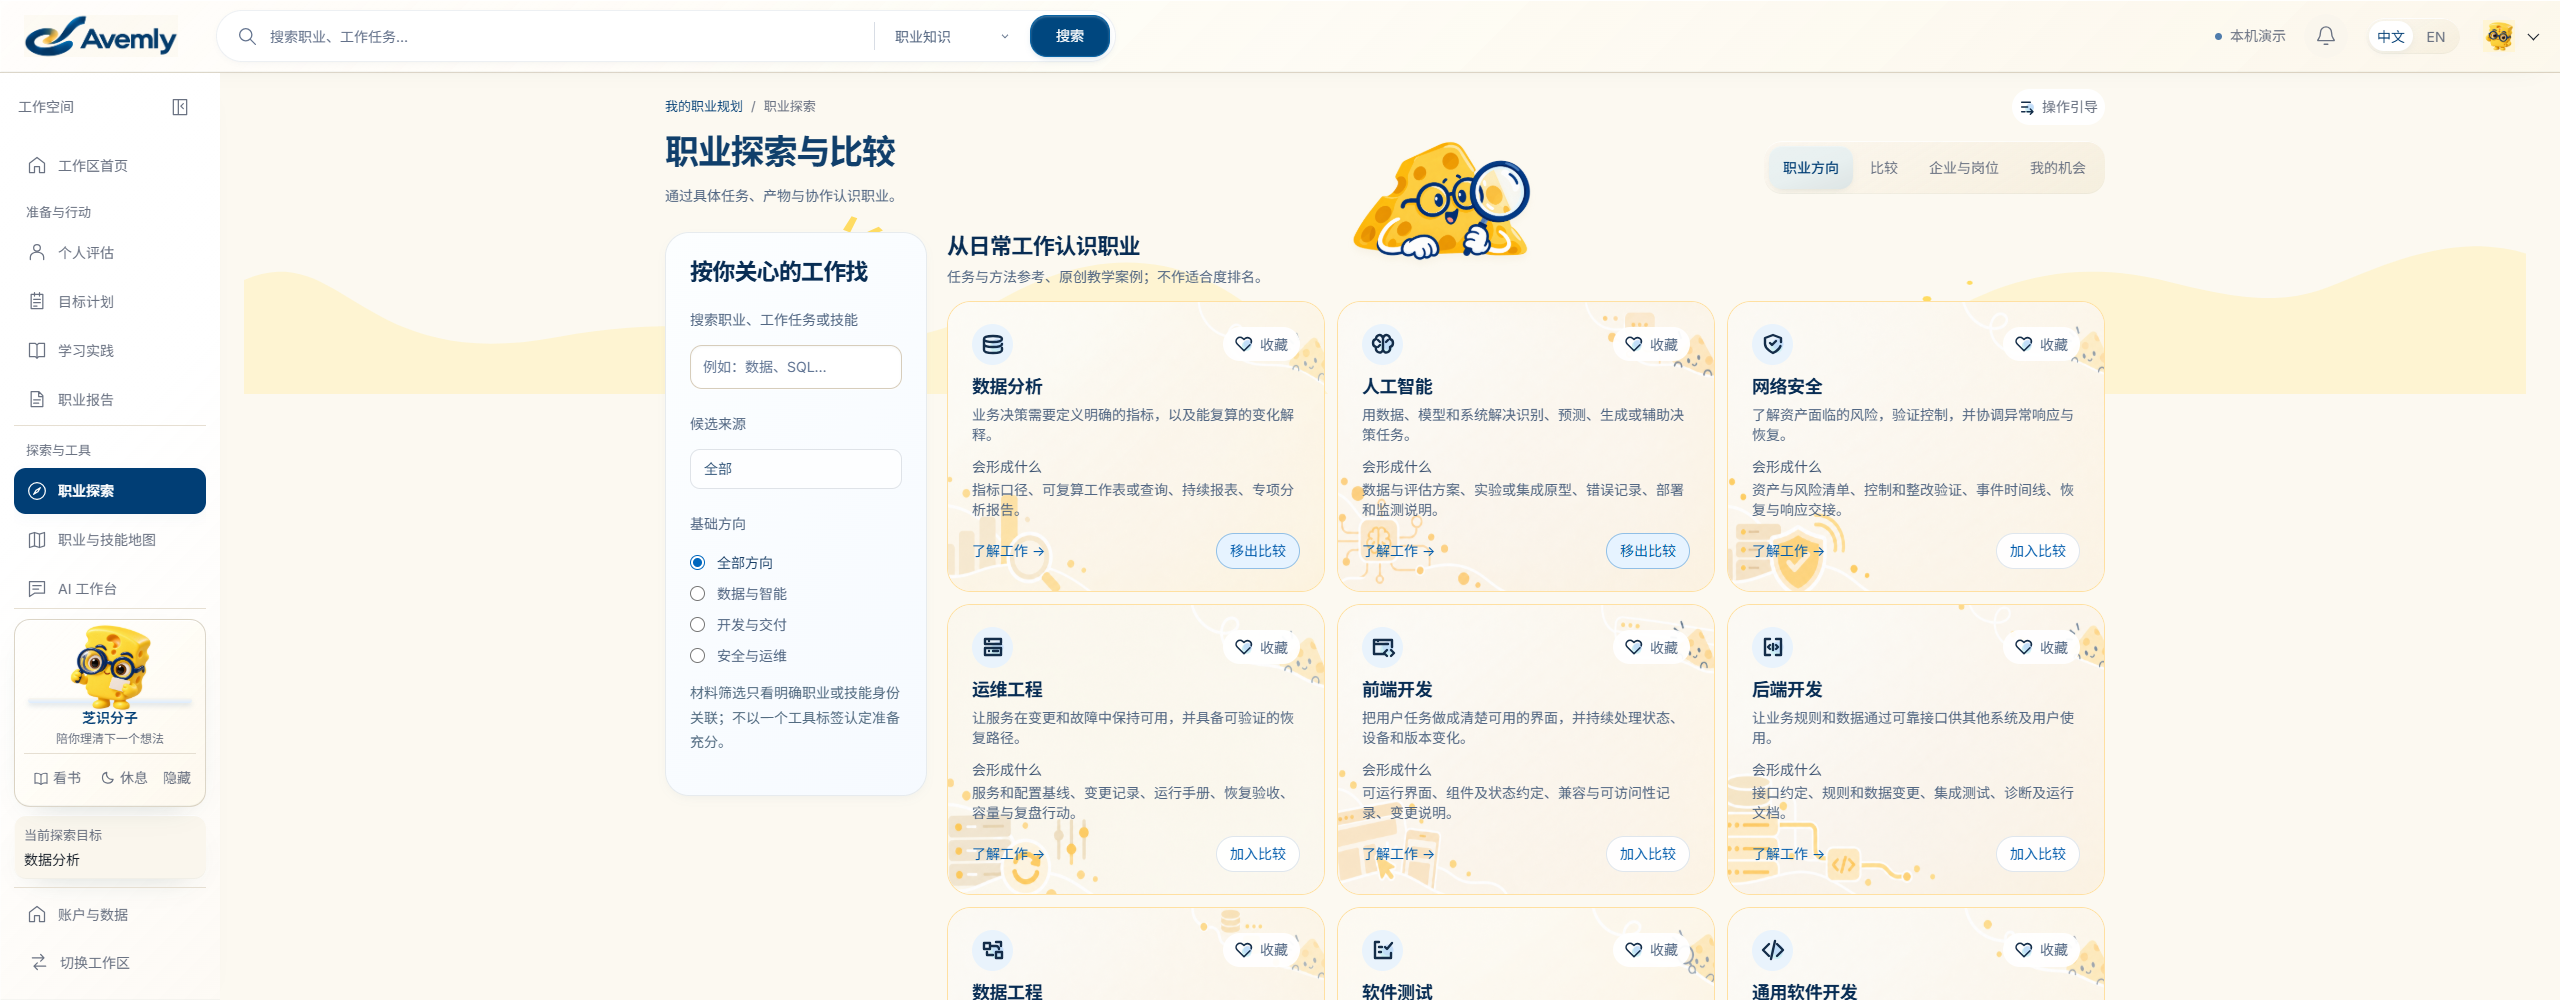 Avemly
搜索职业、工作任务...
职业知识
搜索
本机演示
中文
EN
工作空间
工作区首页
准备与行动
个人评估
目标计划
学习实践
职业报告
探索与工具
职业探索
职业与技能地图
AI 工作台
芝识分子
陪你理清下一个想法
看书
休息
隐藏
当前探索目标
数据分析
账户与数据
切换工作区
我的职业规划 / 职业探索
操作引导
职业探索与比较
通过具体任务、产物与协作认识职业。
职业方向
比较
企业与岗位
我的机会
按你关心的工作找
搜索职业、工作任务或技能
例如：数据、SQL...
候选来源
全部
基础方向
全部方向
数据与智能
开发与交付
安全与运维
材料筛选只看明确职业或技能身份
关联；不以一个工具标签认定准备
充分。
从日常工作认识职业
任务与方法参考、原创教学案例；不作适合度排名。
收藏
数据分析
业务决策需要定义明确的指标，以及能复算的变化解
释。
会形成什么
指标口径、可复算工作表或查询、持续报表、专项分
析报告。
了解工作 →
移出比较
收藏
人工智能
用数据、模型和系统解决识别、预测、生成或辅助决
策任务。
会形成什么
数据与评估方案、实验或集成原型、错误记录、部署
和监测说明。
了解工作 →
移出比较
收藏
网络安全
了解资产面临的风险，验证控制，并协调异常响应与
恢复。
会形成什么
资产与风险清单、控制和整改验证、事件时间线、恢
复与响应交接。
了解工作 →
加入比较
收藏
运维工程
让服务在变更和故障中保持可用，并具备可验证的恢
复路径。
会形成什么
服务和配置基线、变更记录、运行手册、恢复验收、
容量与复盘行动。
了解工作 →
加入比较
收藏
前端开发
把用户任务做成清楚可用的界面，并持续处理状态、
设备和版本变化。
会形成什么
可运行界面、组件及状态约定、兼容与可访问性记
录、变更说明。
了解工作 →
加入比较
收藏
后端开发
让业务规则和数据通过可靠接口供其他系统及用户使
用。
会形成什么
接口约定、规则和数据变更、集成测试、诊断及运行
文档。
了解工作 →
加入比较
收藏
数据工程
收藏
软件测试
收藏
通用软件开发